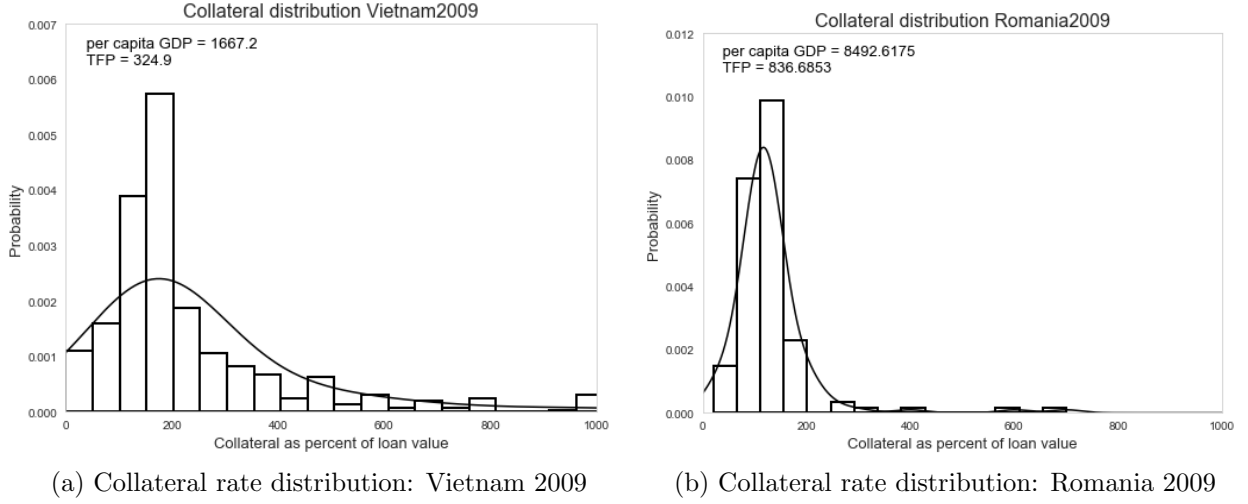 Collateral distribution Vietnam2009
per capita GDP = 1667.2
TFP = 324.9
Probability
0.007
0.006
0.005
0.004
0.003
0.002
0.001
0.000
0
200
400
600
800
1000
Collateral as percent of loan value
(a) Collateral rate distribution: Vietnam 2009
Collateral distribution Romania2009
per capita GDP = 8492.6175
TFP = 836.6853
Probability
0.012
0.010
0.008
0.006
0.004
0.002
0.000
0
200
400
600
800
1000
Collateral as percent of loan value
(b) Collateral rate distribution: Romania 2009